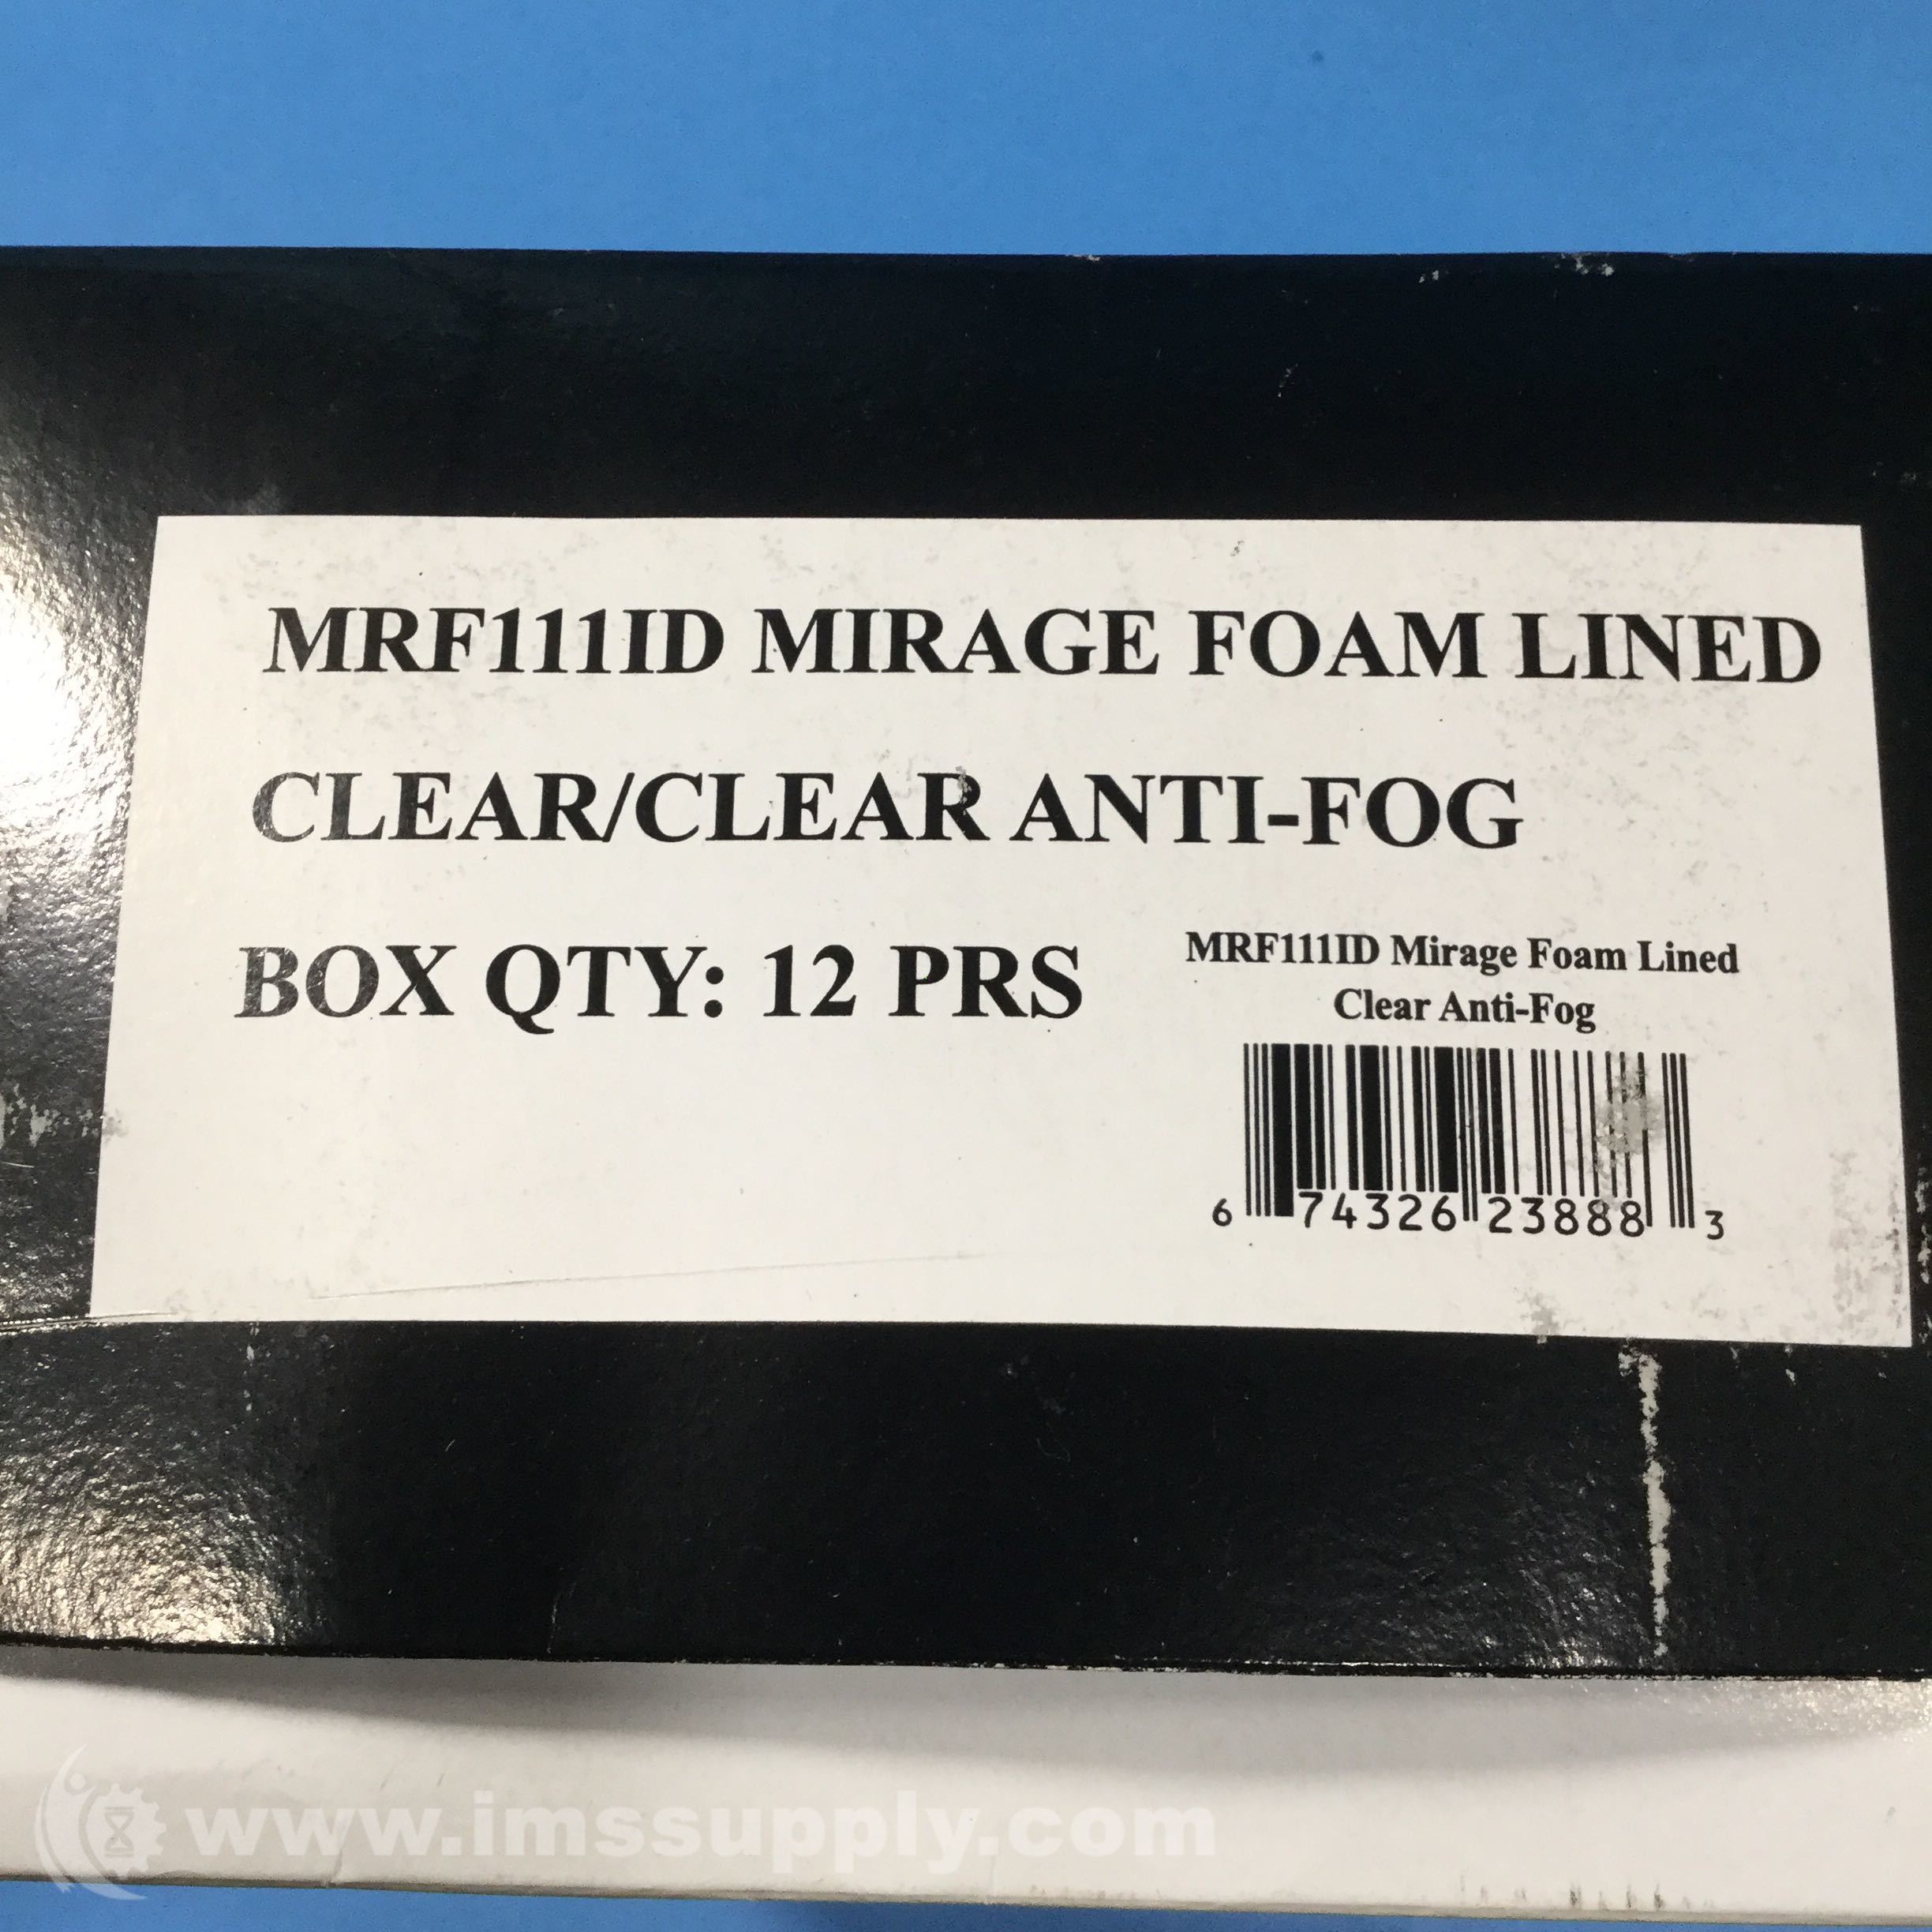 MRF111ID MIRAGE FOAM LINED
CLEAR/CLEAR ANTI-FOG
BOX QTY: 12 PRS
MRF111ID Mirage Foam Lined
Clear Anti-Fog
6 74326 23888 3
www.imssupply.com